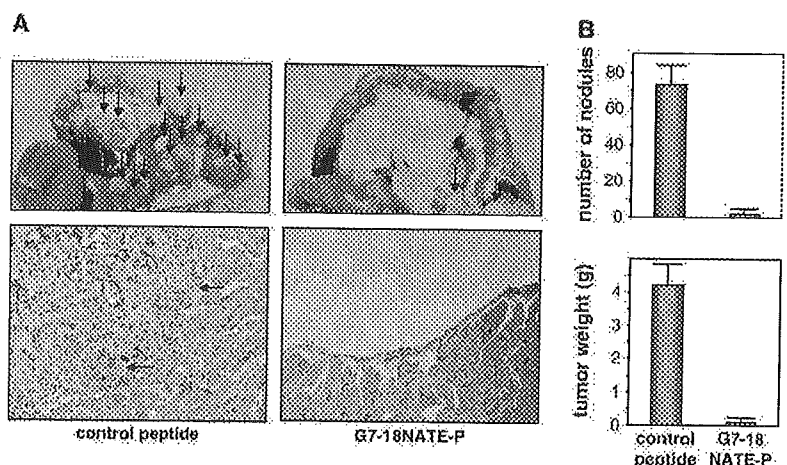 A
control peptide
G7-18NATE-P
B
number of nodules
80
60
40
20
0
tumor weight (g)
4
3
2
1
0
control peptide
G7-18 NATE-P